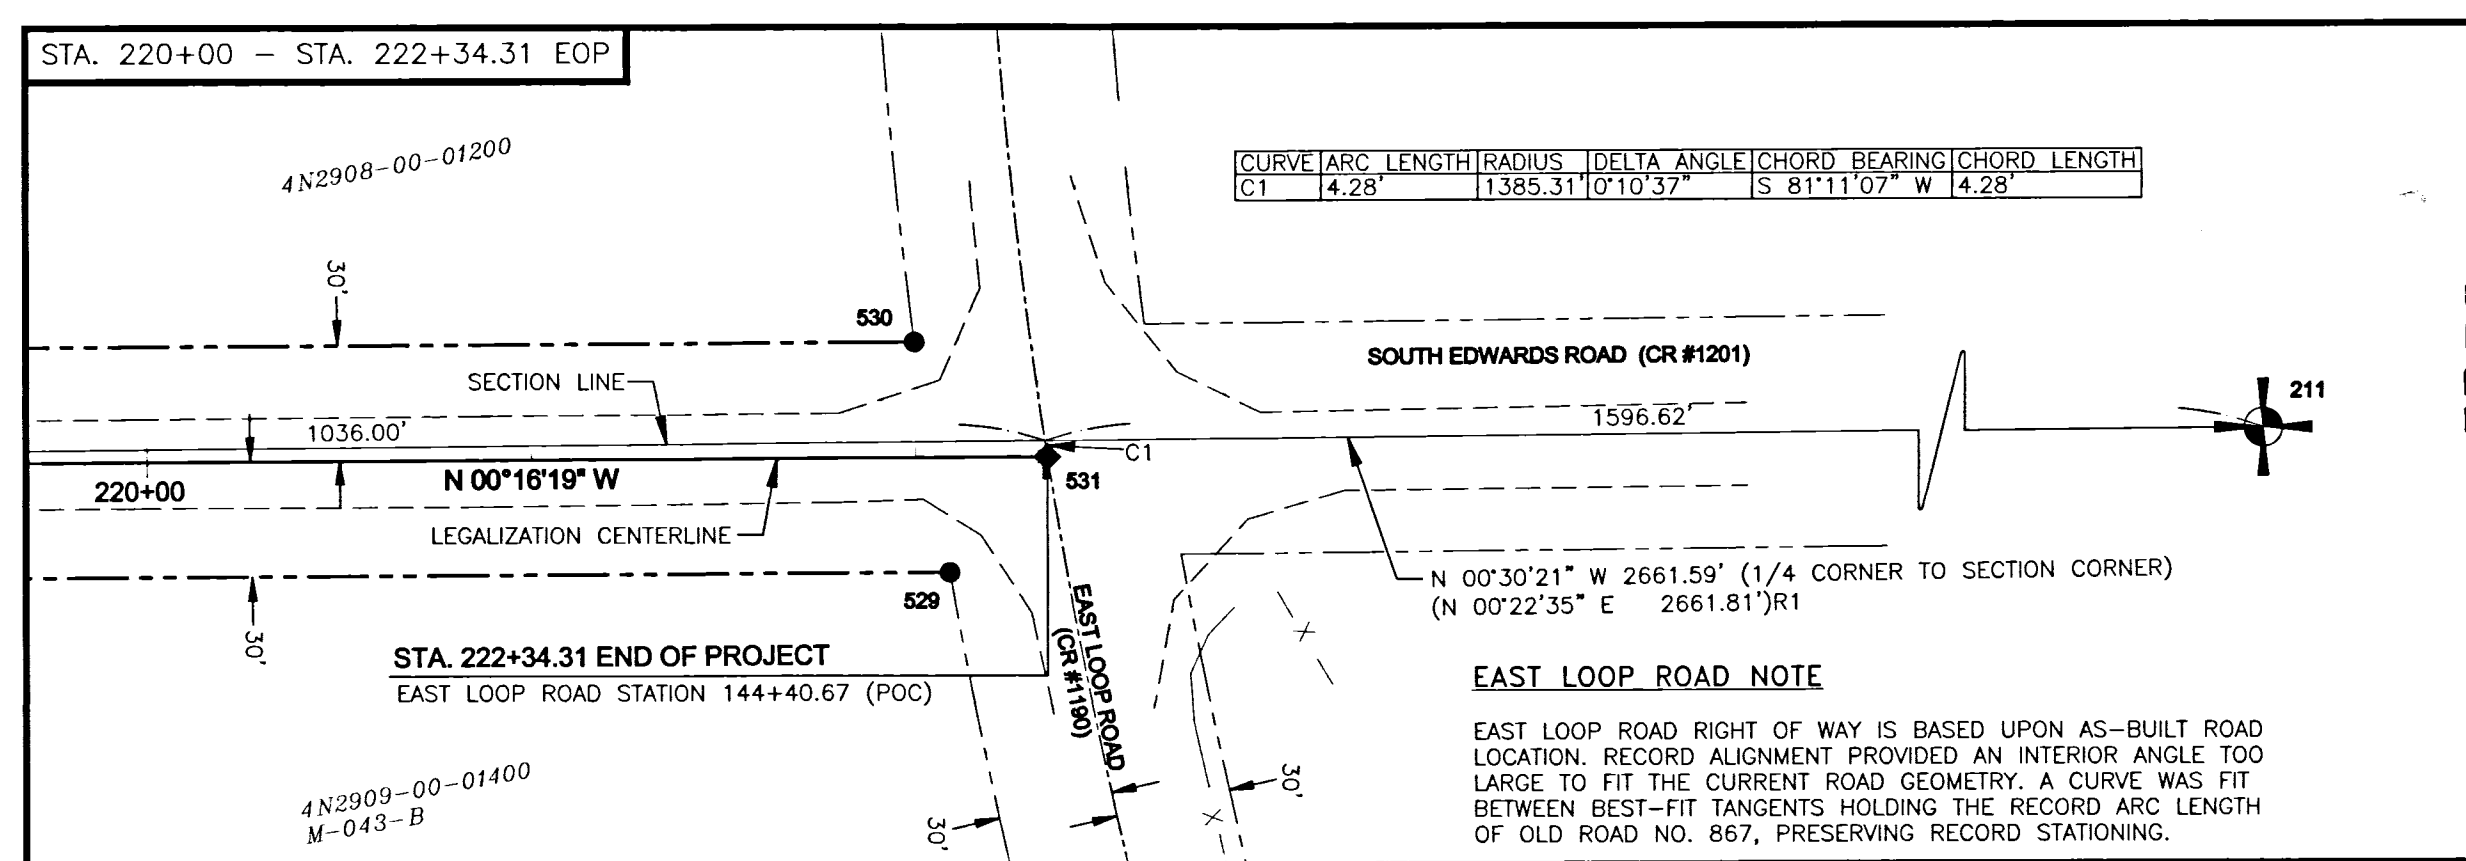 STA. 220+00 – STA. 222+34.31 EOP
4N2908-00-01200
CURVE ARC LENGTH RADIUS DELTA ANGLE CHORD BEARING CHORD LENGTH
C1 4.28' 1385.31' 0°10'37" S 81°11'07" W 4.28'
30'
530
SECTION LINE
SOUTH EDWARDS ROAD (CR #1201)
211
1036.00'
1596.62'
C1
220+00
N 00°16'19" W
531
LEGALIZATION CENTERLINE
N 00°30'21" W 2661.59' (1/4 CORNER TO SECTION CORNER)
(N 00°22'35" E 2661.81')R1
529
30'
EAST LOOP ROAD
(CR #1190)
STA. 222+34.31 END OF PROJECT
EAST LOOP ROAD STATION 144+40.67 (POC)
EAST LOOP ROAD NOTE
EAST LOOP ROAD RIGHT OF WAY IS BASED UPON AS-BUILT ROAD
LOCATION. RECORD ALIGNMENT PROVIDED AN INTERIOR ANGLE TOO
LARGE TO FIT THE CURRENT ROAD GEOMETRY. A CURVE WAS FIT
BETWEEN BEST-FIT TANGENTS HOLDING THE RECORD ARC LENGTH
OF OLD ROAD NO. 867, PRESERVING RECORD STATIONING.
4N2909-00-01400
M-043-B
30'
30'